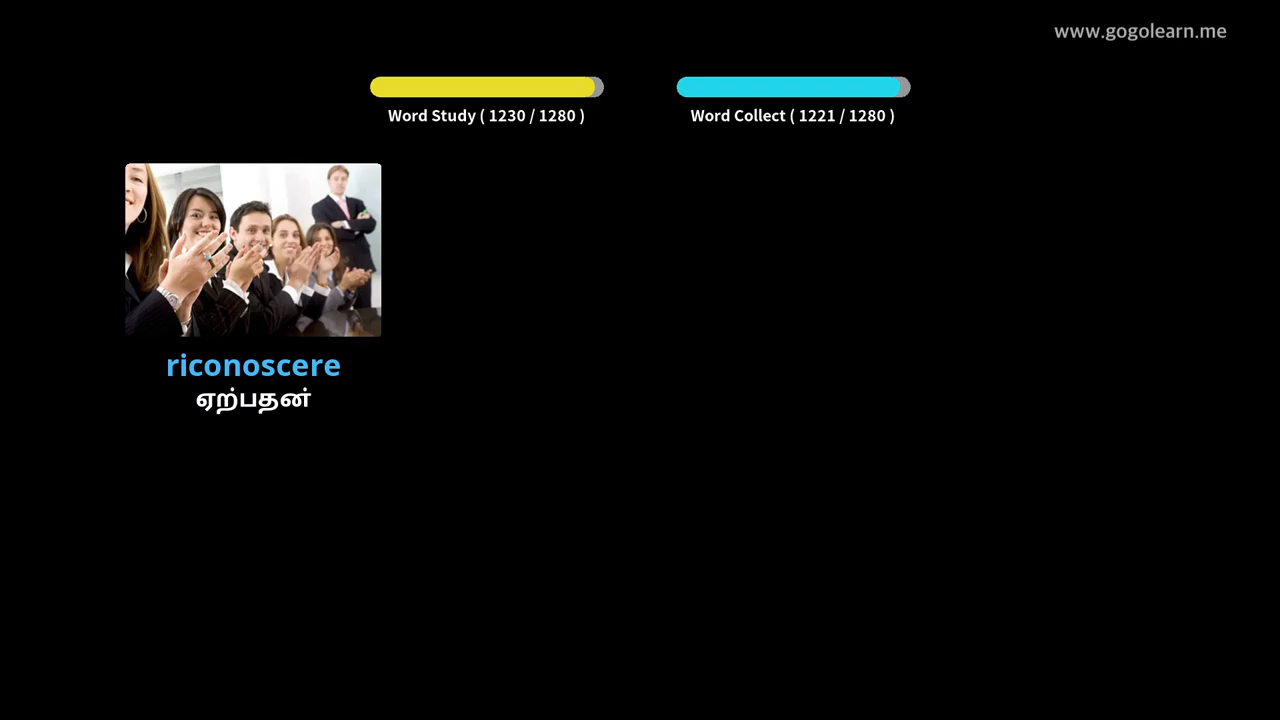 www.gogolearn.me
Word Study ( 1230 / 1280 )
Word Collect ( 1221 / 1280 )
riconoscere
ஏற்பதன்